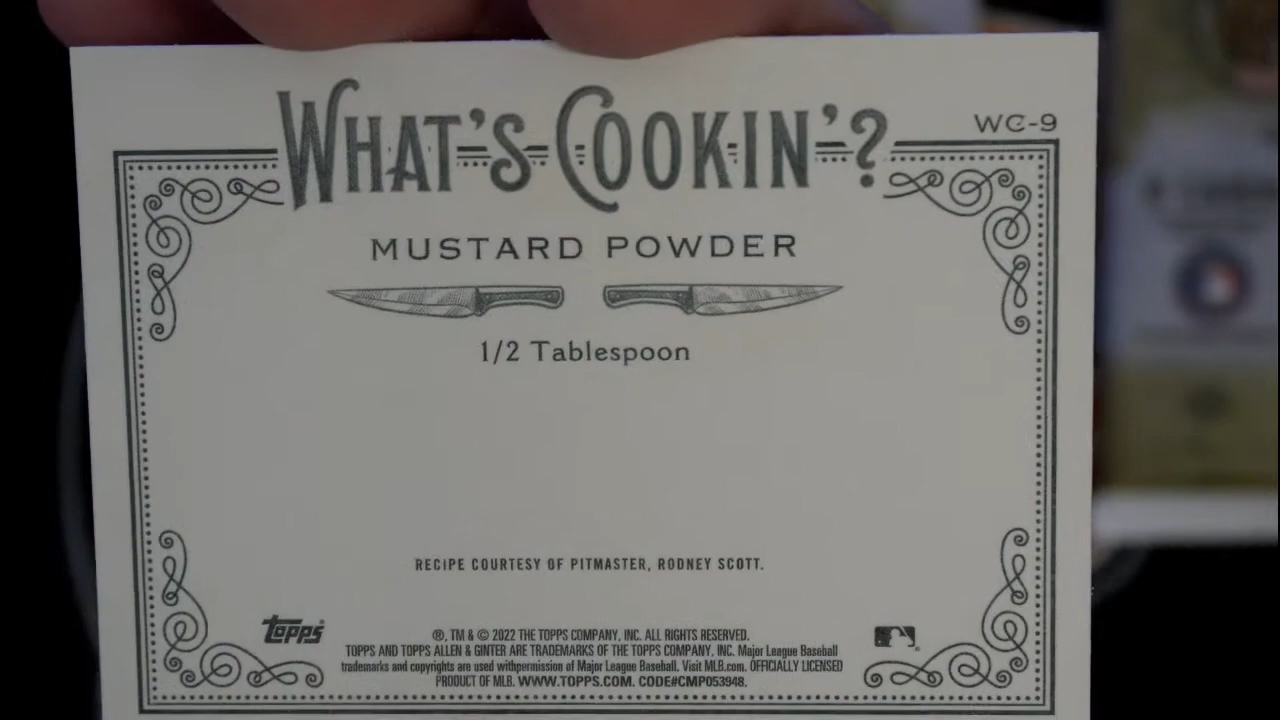 WHAT'S COOKIN'?
WC-9
MUSTARD POWDER
1/2 Tablespoon
RECIPE COURTESY OF PITMASTER, RODNEY SCOTT.
topps
®, TM & © 2022 THE TOPPS COMPANY, INC. ALL RIGHTS RESERVED.
TOPPS AND TOPPS ALLEN & GINTER ARE TRADEMARKS OF THE TOPPS COMPANY, INC. Major League Baseball
trademarks and copyrights are used withpermission of Major League Baseball. Visit MLB.com. OFFICIALLY LICENSED
PRODUCT OF MLB. WWW.TOPPS.COM. CODE#CMP053948.